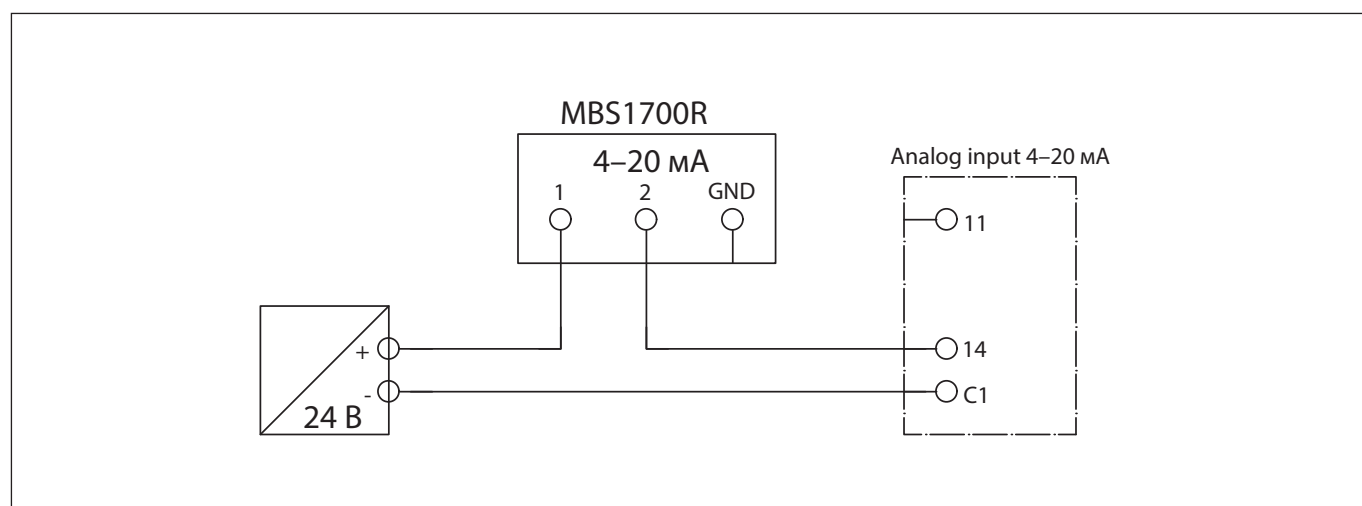 MBS1700R
4–20 мА
Analog input 4–20 мА
1 2 GND
11
+ 14
- C1
24 В